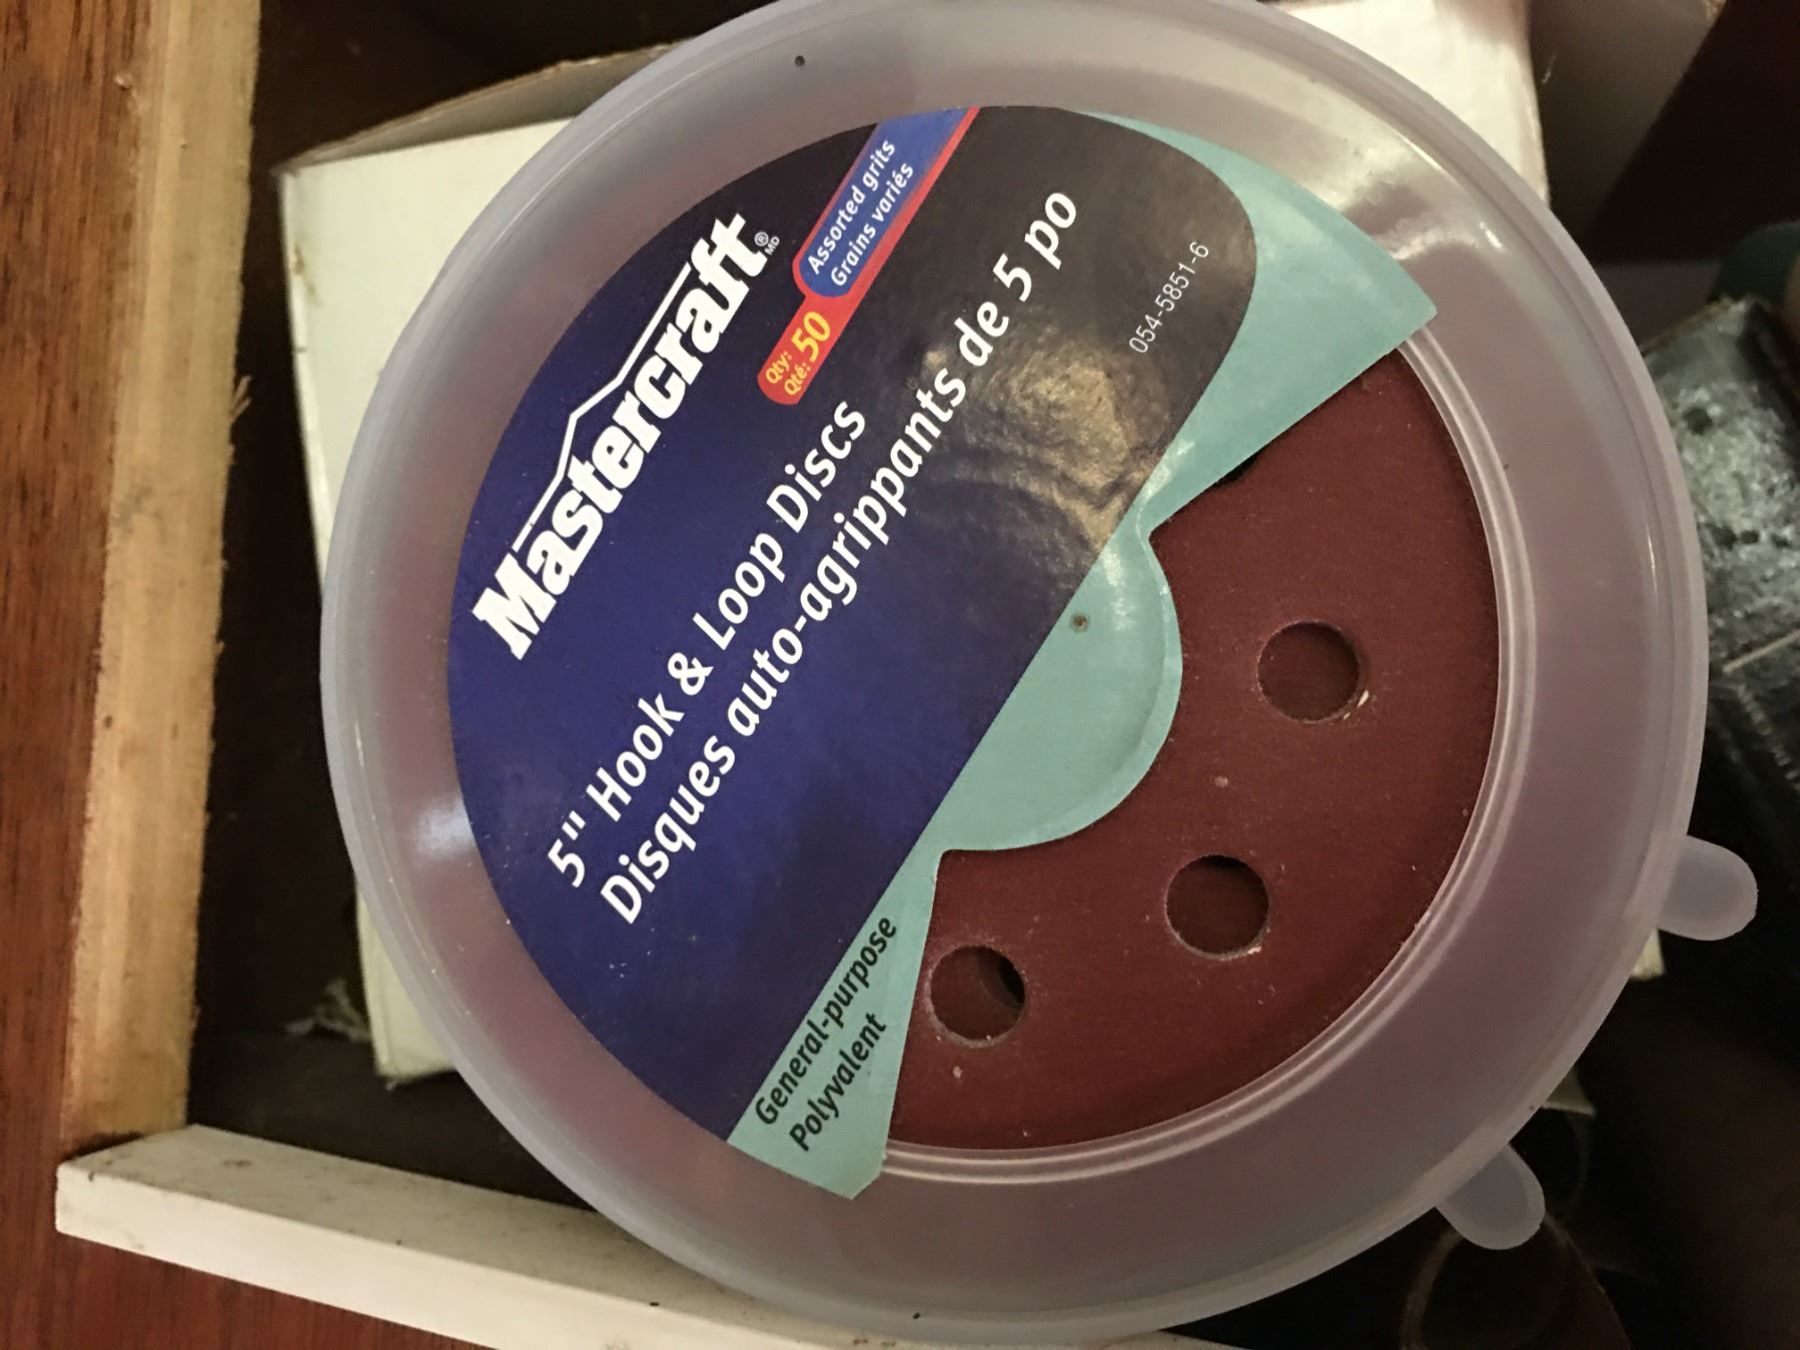 Mastercraft®MD
Qty:
Qté: 50
Assorted grits
Grains variés
5" Hook & Loop Discs
Disques auto-agrippants de 5 po
054-5851-6
General-purpose
Polyvalent